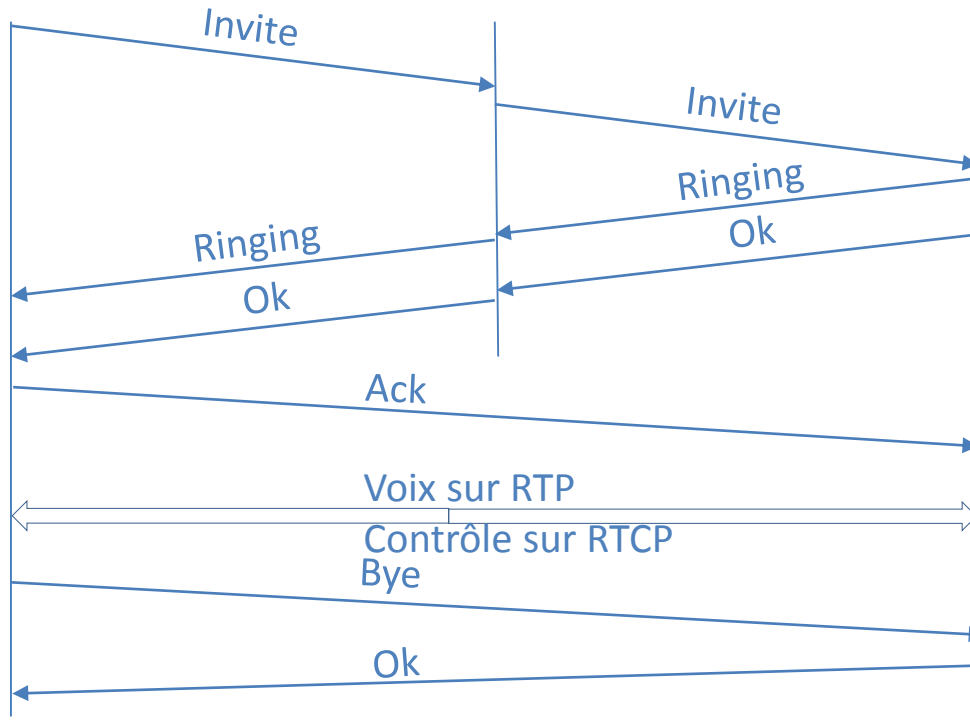 Invite
Invite
Ringing
Ringing
Ok
Ok
Ack
Voix sur RTP
Contrôle sur RTCP
Bye
Ok